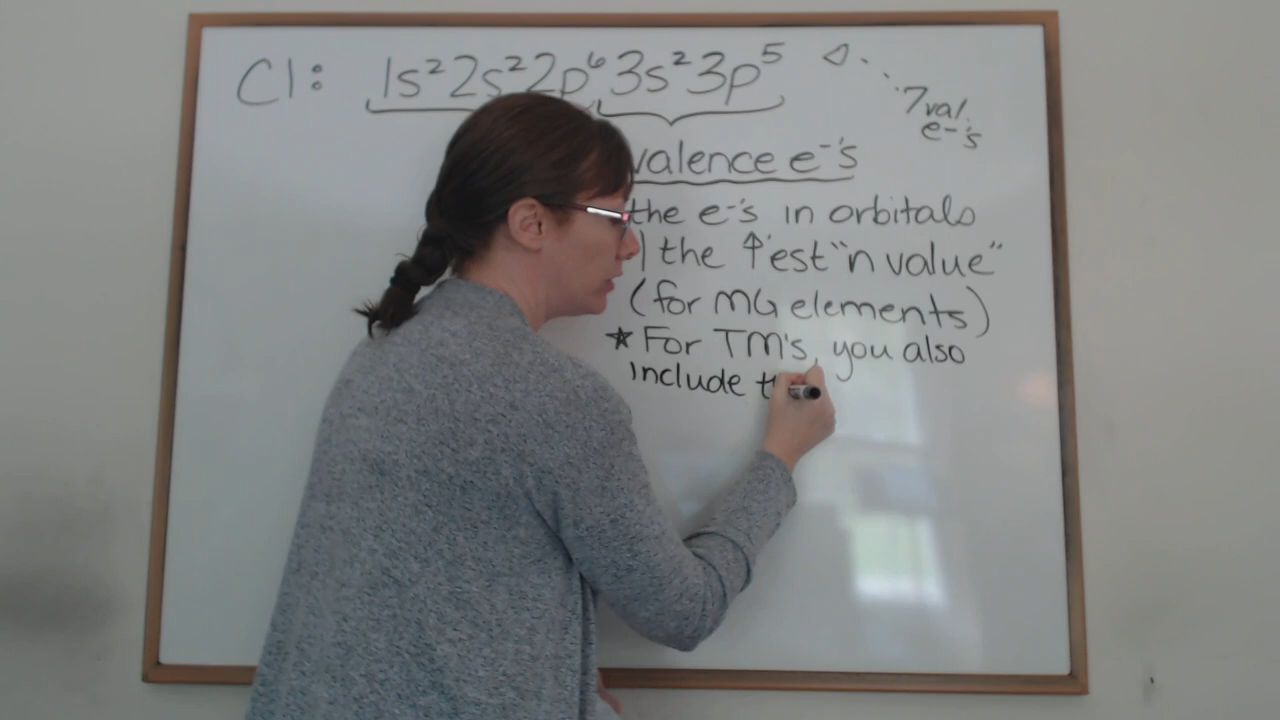 Cl: 1s²2s²2p⁶3s²3p⁵
7 val.
e-'s
valence e⁻'s
the e-'s in orbitals
the ↑est "n value"
(for MG elements)
★ For TM's, you also
include